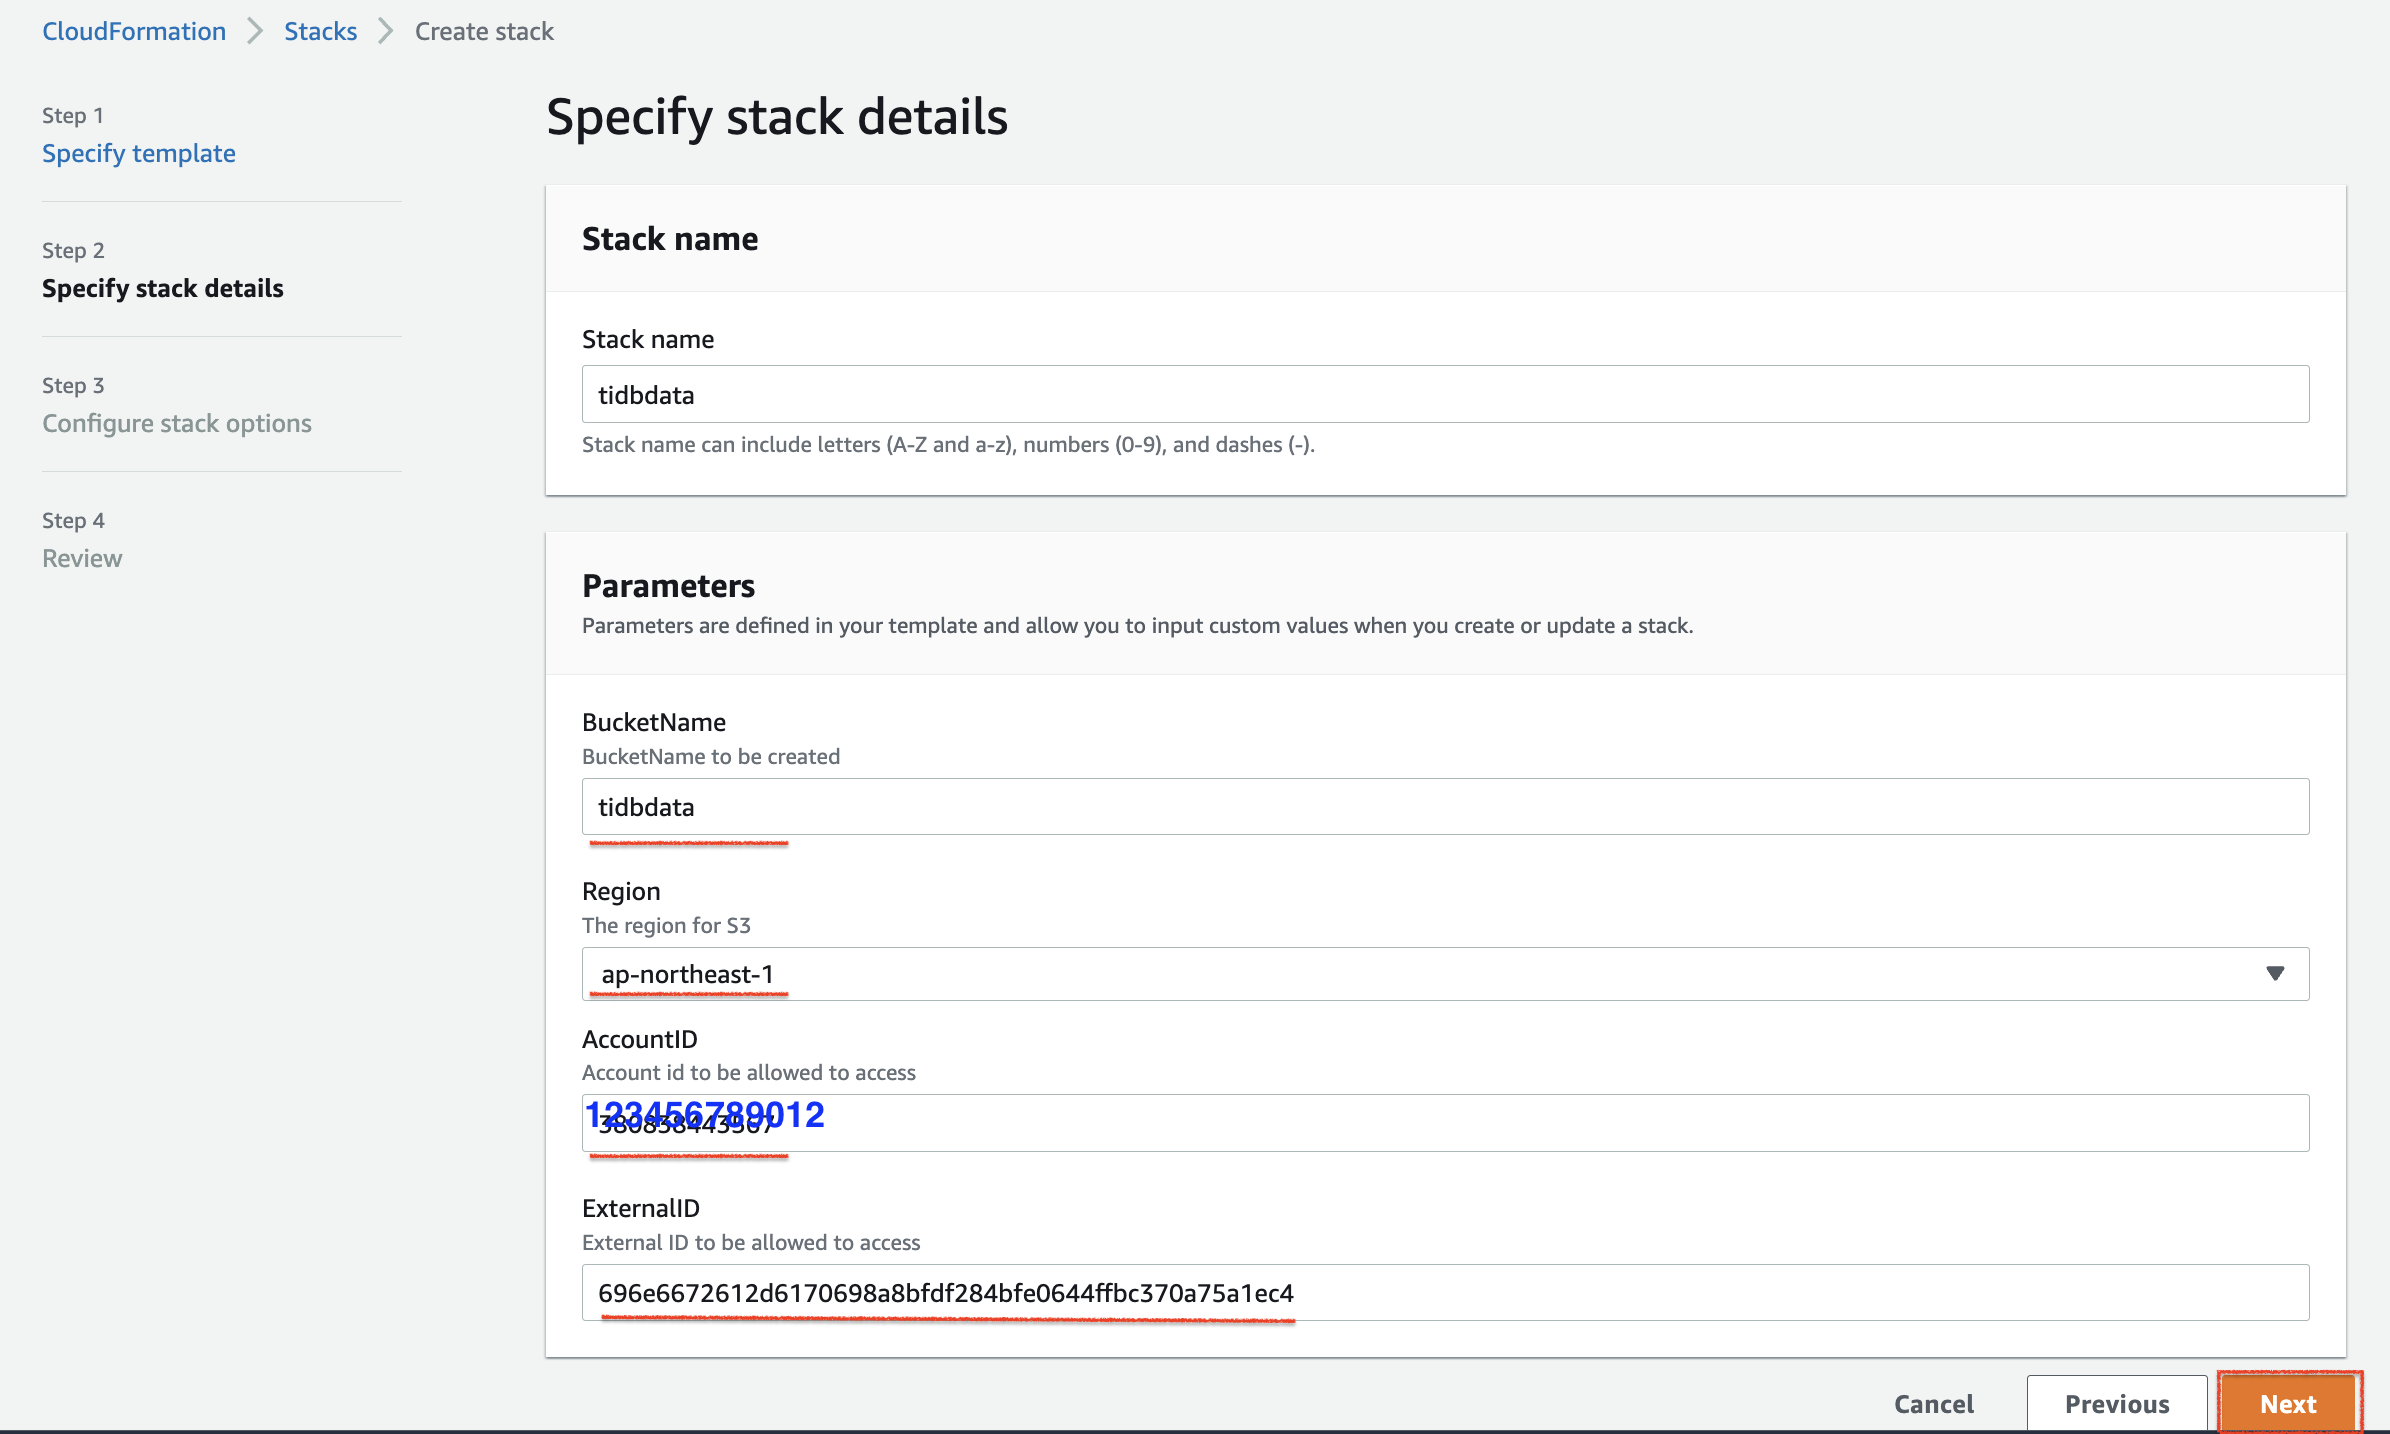 CloudFormation > Stacks > Create stack
Step 1
Specify template
Step 2
Specify stack details
Step 3
Configure stack options
Step 4
Review
Specify stack details
Stack name
Stack name
tidbdata
Stack name can include letters (A-Z and a-z), numbers (0-9), and dashes (-).
Parameters
Parameters are defined in your template and allow you to input custom values when you create or update a stack.
BucketName
BucketName to be created
tidbdata
Region
The region for S3
ap-northeast-1
AccountID
Account id to be allowed to access
123456789012
ExternalID
External ID to be allowed to access
696e6672612d6170698a8bfdf284bfe0644ffbc370a75a1ec4
Cancel
Previous
Next